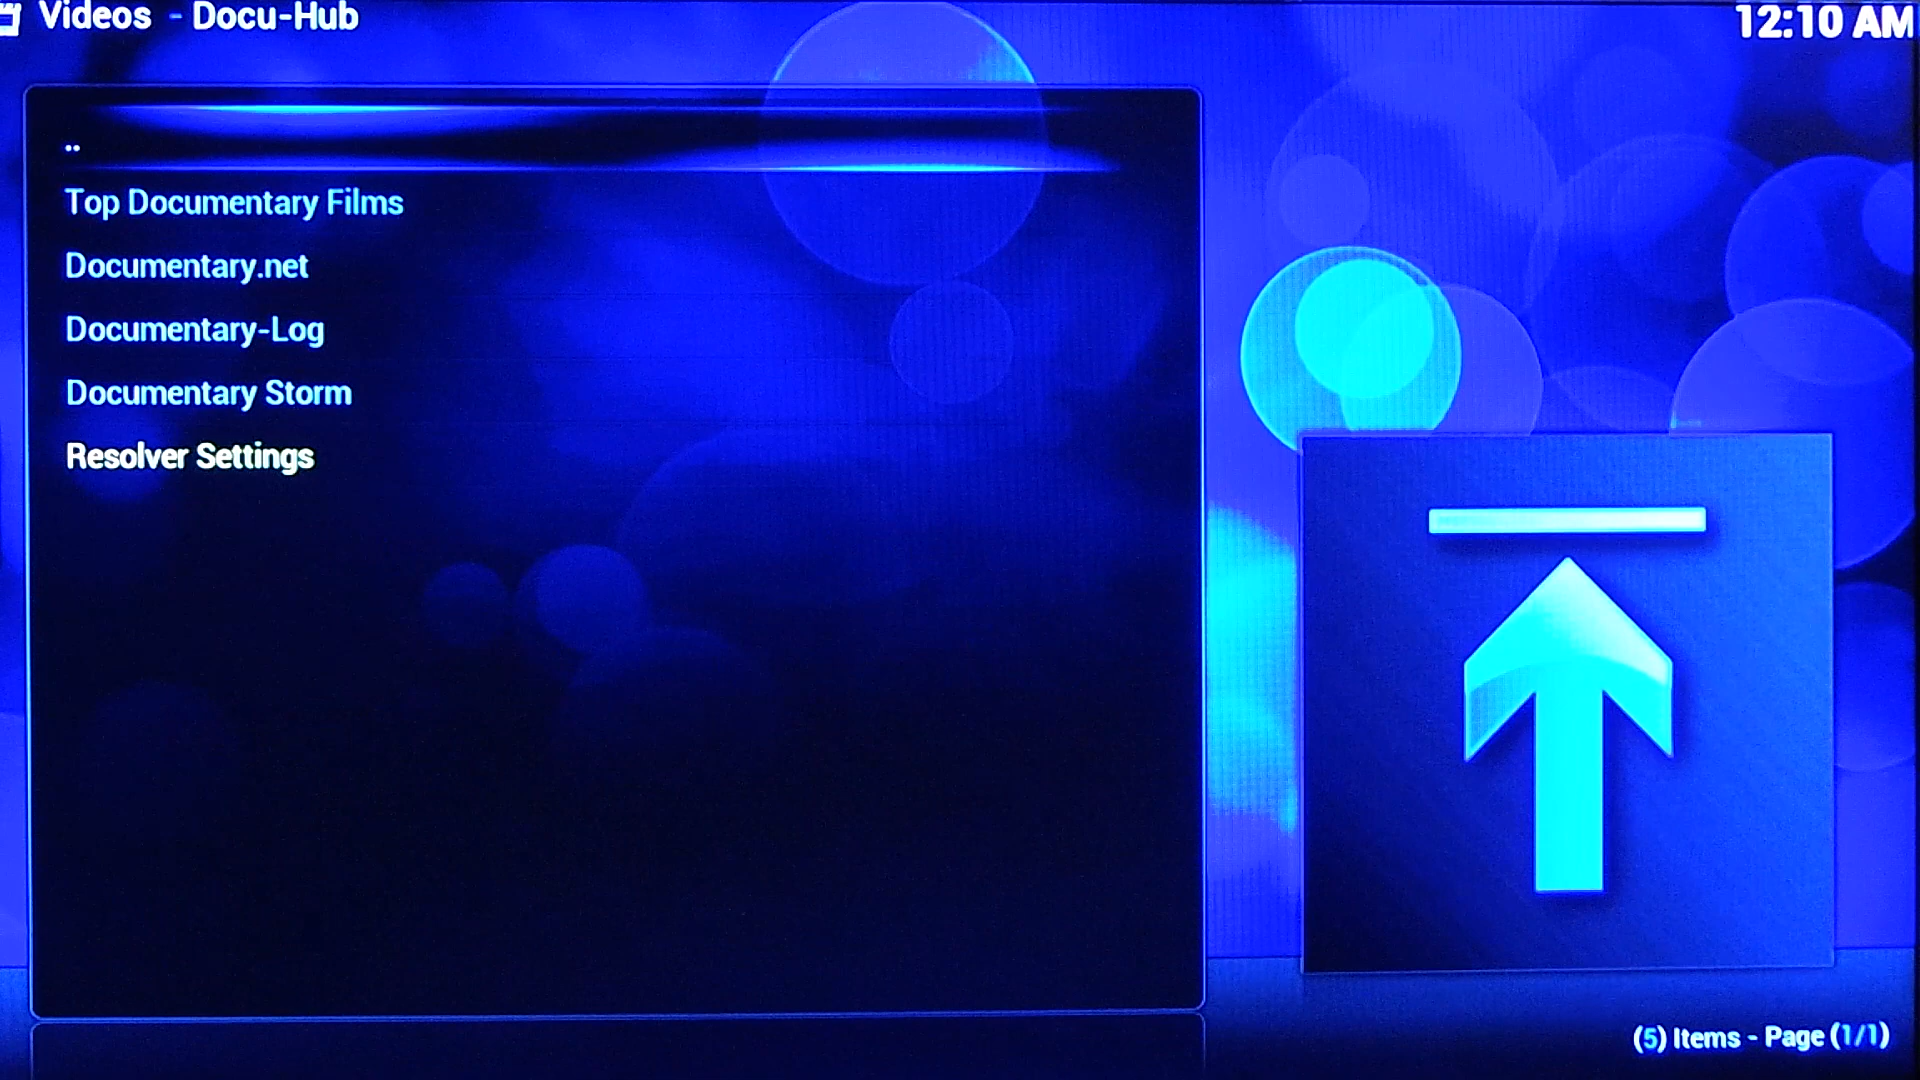 Videos - Docu-Hub
12:10 AM
..
Top Documentary Films
Documentary.net
Documentary-Log
Documentary Storm
Resolver Settings
(5) Items - Page (1/1)